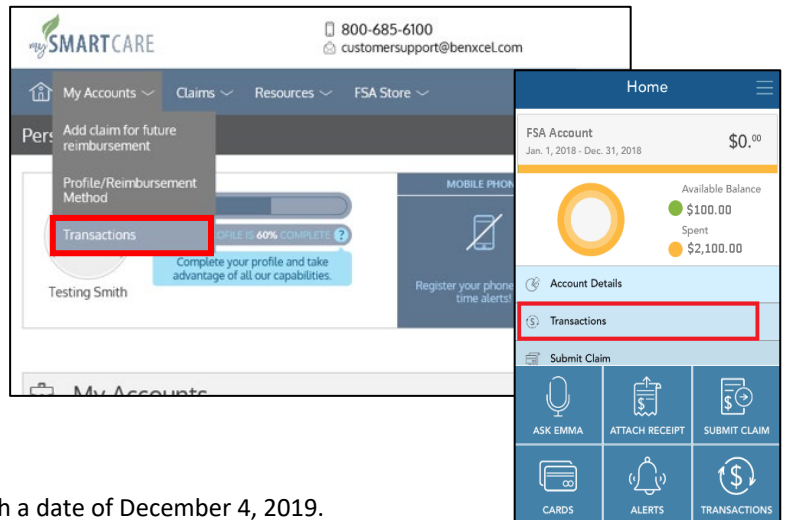 mySMARTCARE
800-685-6100
customersupport@benxcel.com
My Accounts
Claims
Resources
FSA Store
Add claim for future
reimbursement
Profile/Reimbursement
Method
Transactions
IS 60% COMPLETE ?
Complete your profile and take
advantage of all our capabilities.
Testing Smith
MOBILE
Register your phone
time alerts!
My Accounts
Home
FSA Account
$0.00
Jan. 1, 2018 - Dec. 31, 2018
Available Balance
$100.00
Spent
$2,100.00
Account Details
Transactions
Submit Claim
ASK EMMA
ATTACH RECEIPT
SUBMIT CLAIM
CARDS
ALERTS
TRANSACTIONS
a date of December 4, 2019.